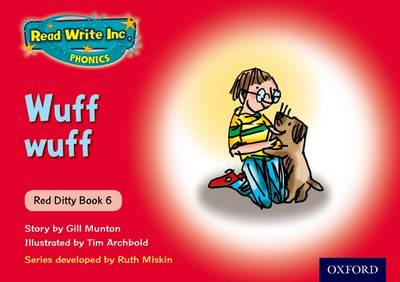 Read Write Inc.
PHONICS
Wuff
wuff
Red Ditty Book 6
Story by Gill Munton
Illustrated by Tim Archbold
Series developed by Ruth Miskin
OXFORD